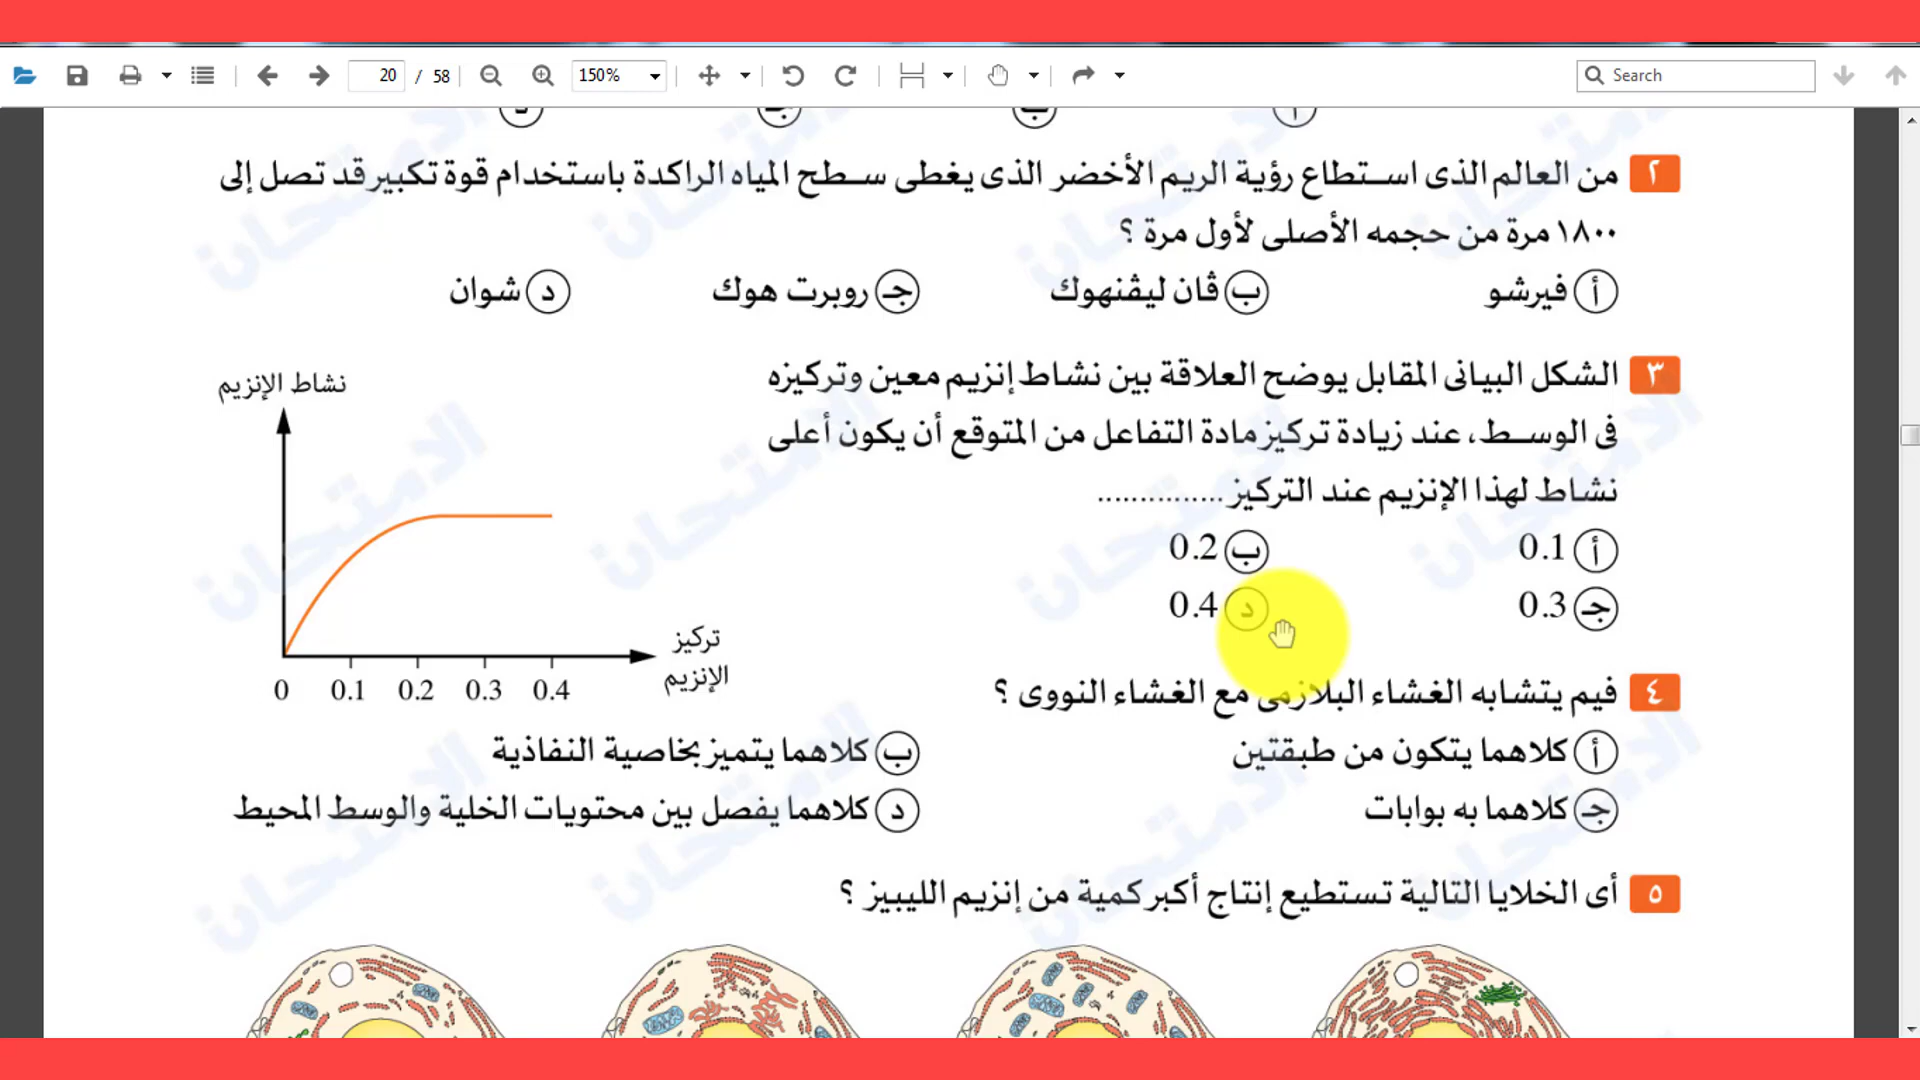 20 / 58
150%
Search
أ ب جـ د
٢ من العالم الذى استطاع رؤية الريم الأخضر الذى يغطى سطح المياه الراكدة باستخدام قوة تكبير قد تصل إلى
١٨٠٠ مرة من حجمه الأصلى لأول مرة ؟
أ فيرشو ب ڤان ليڤنهوك جـ روبرت هوك د شوان
٣ الشكل البيانى المقابل يوضح العلاقة بين نشاط إنزيم معين وتركيزه
فى الوسط، عند زيادة تركيز مادة التفاعل من المتوقع أن يكون أعلى
نشاط لهذا الإنزيم عند التركيز ...............
أ 0.1 ب 0.2
جـ 0.3 د 0.4
نشاط الإنزيم
تركيز
الإنزيم
0 0.1 0.2 0.3 0.4
٤ فيم يتشابه الغشاء البلازمى مع الغشاء النووى ؟
أ كلاهما يتكون من طبقتين ب كلاهما يتميز بخاصية النفاذية
جـ كلاهما به بوابات د كلاهما يفصل بين محتويات الخلية والوسط المحيط
٥ أى الخلايا التالية تستطيع إنتاج أكبر كمية من إنزيم الليبيز ؟
الامتحان